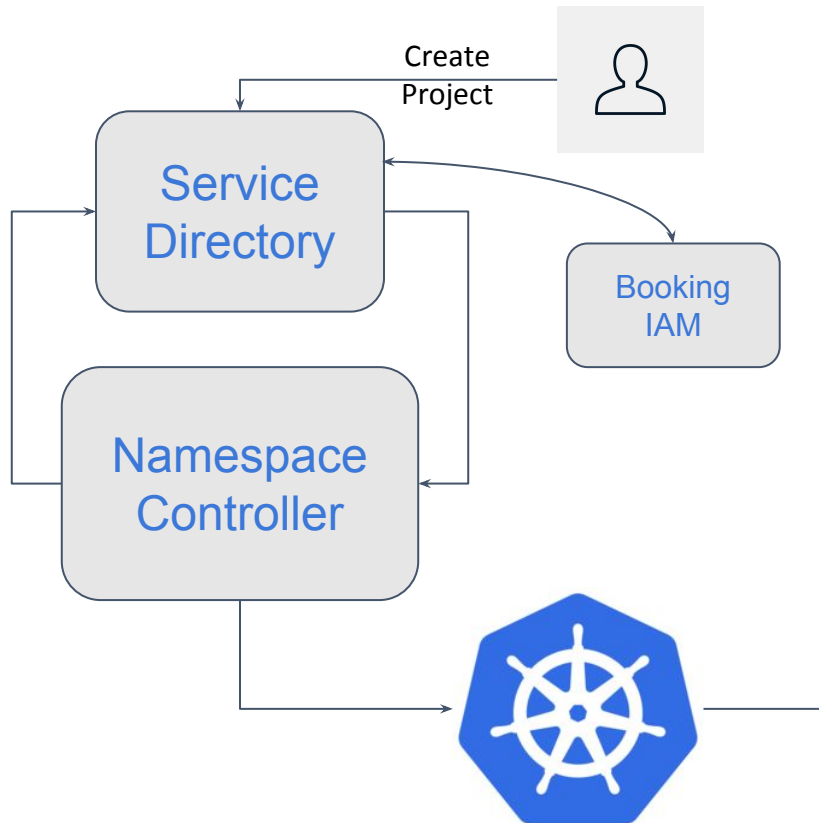 Create
Project
Service
Directory
Booking
IAM
Namespace
Controller